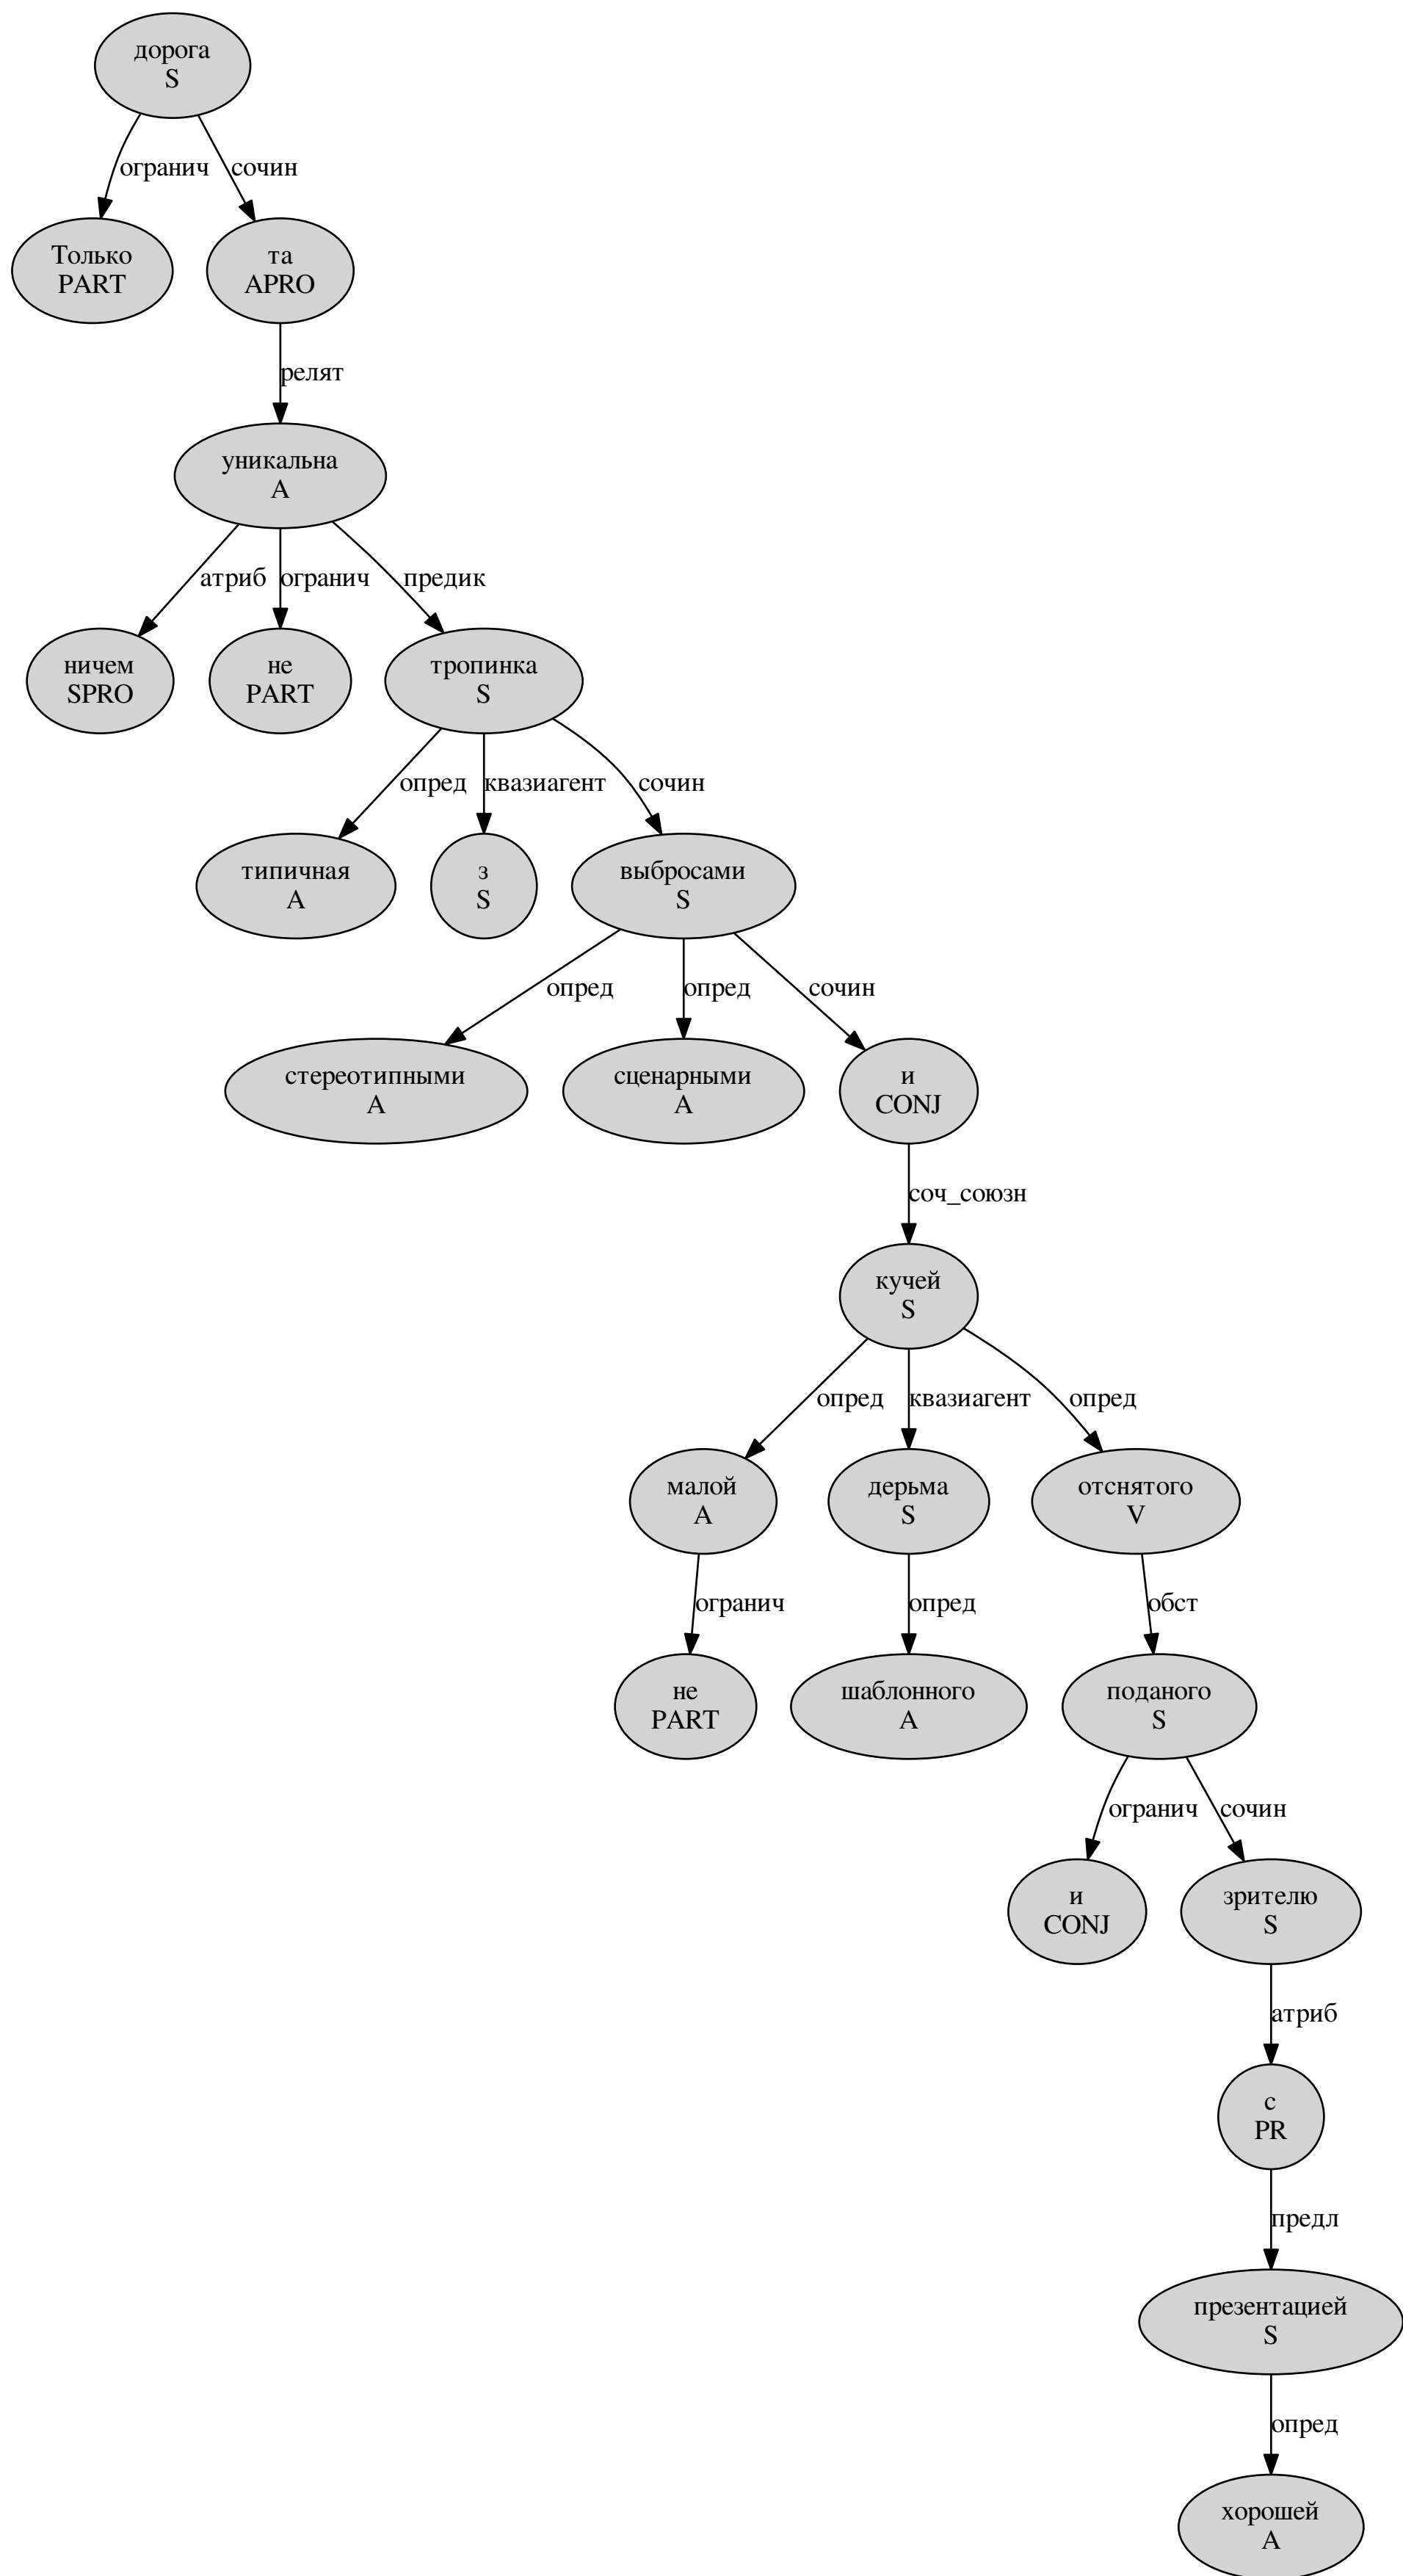 дорога
S
огранич
сочин
Только
PART
та
APRO
релят
уникальна
A
атриб
огранич
предик
ничем
SPRO
не
PART
тропинка
S
опред
квазиагент
сочин
типичная
A
з
S
выбросами
S
опред
опред
сочин
стереотипными
A
сценарными
A
и
CONJ
соч_союзн
кучей
S
опред
квазиагент
опред
малой
A
дерьма
S
отснятого
V
огранич
опред
обст
не
PART
шаблонного
A
поданого
S
огранич
сочин
и
CONJ
зрителю
S
атриб
с
PR
предл
презентацией
S
опред
хорошей
A